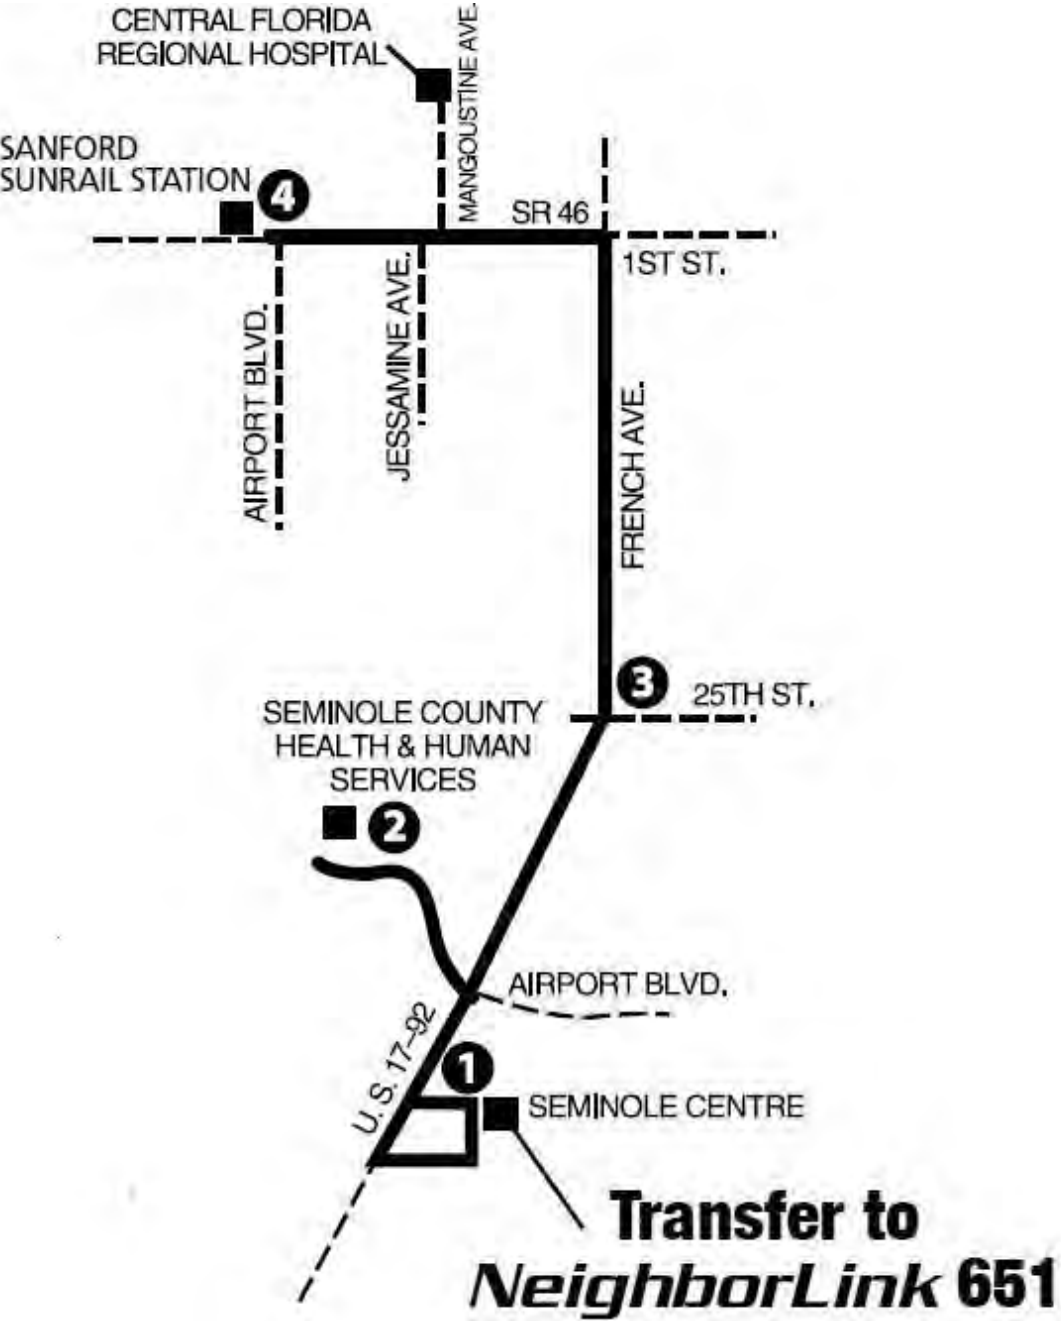 CENTRAL FLORIDA
REGIONAL HOSPITAL
MANGOUSTINE AVE.
SANFORD
SUNRAIL STATION
4
SR 46
1ST ST.
AIRPORT BLVD.
JESSAMINE AVE.
FRENCH AVE.
3
25TH ST.
SEMINOLE COUNTY
HEALTH & HUMAN
SERVICES
2
AIRPORT BLVD.
U. S. 17–92
1
SEMINOLE CENTRE
Transfer to
NeighborLink 651